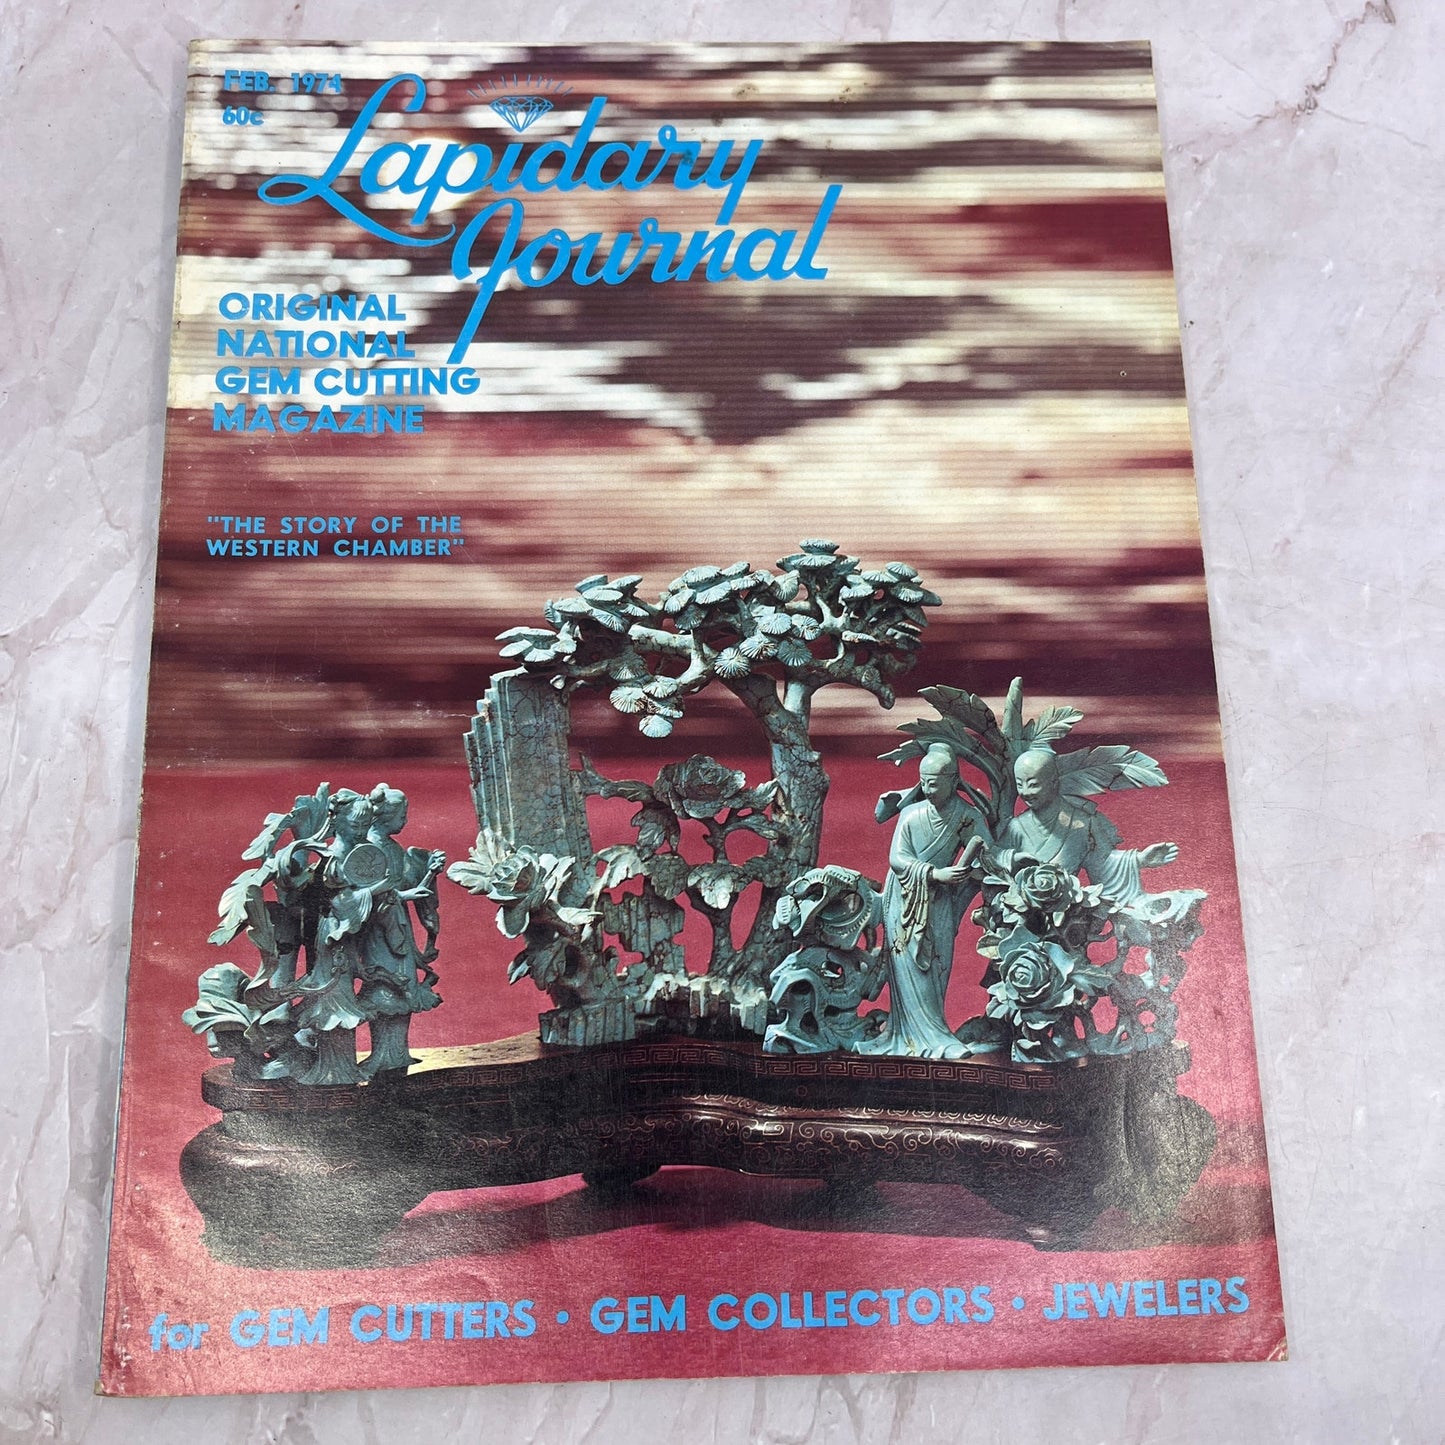 FEB. 1974
60c
Lapidary
Journal
ORIGINAL
NATIONAL
GEM CUTTING
MAGAZINE
"THE STORY OF THE
WESTERN CHAMBER"
for GEM CUTTERS • GEM COLLECTORS • JEWELERS